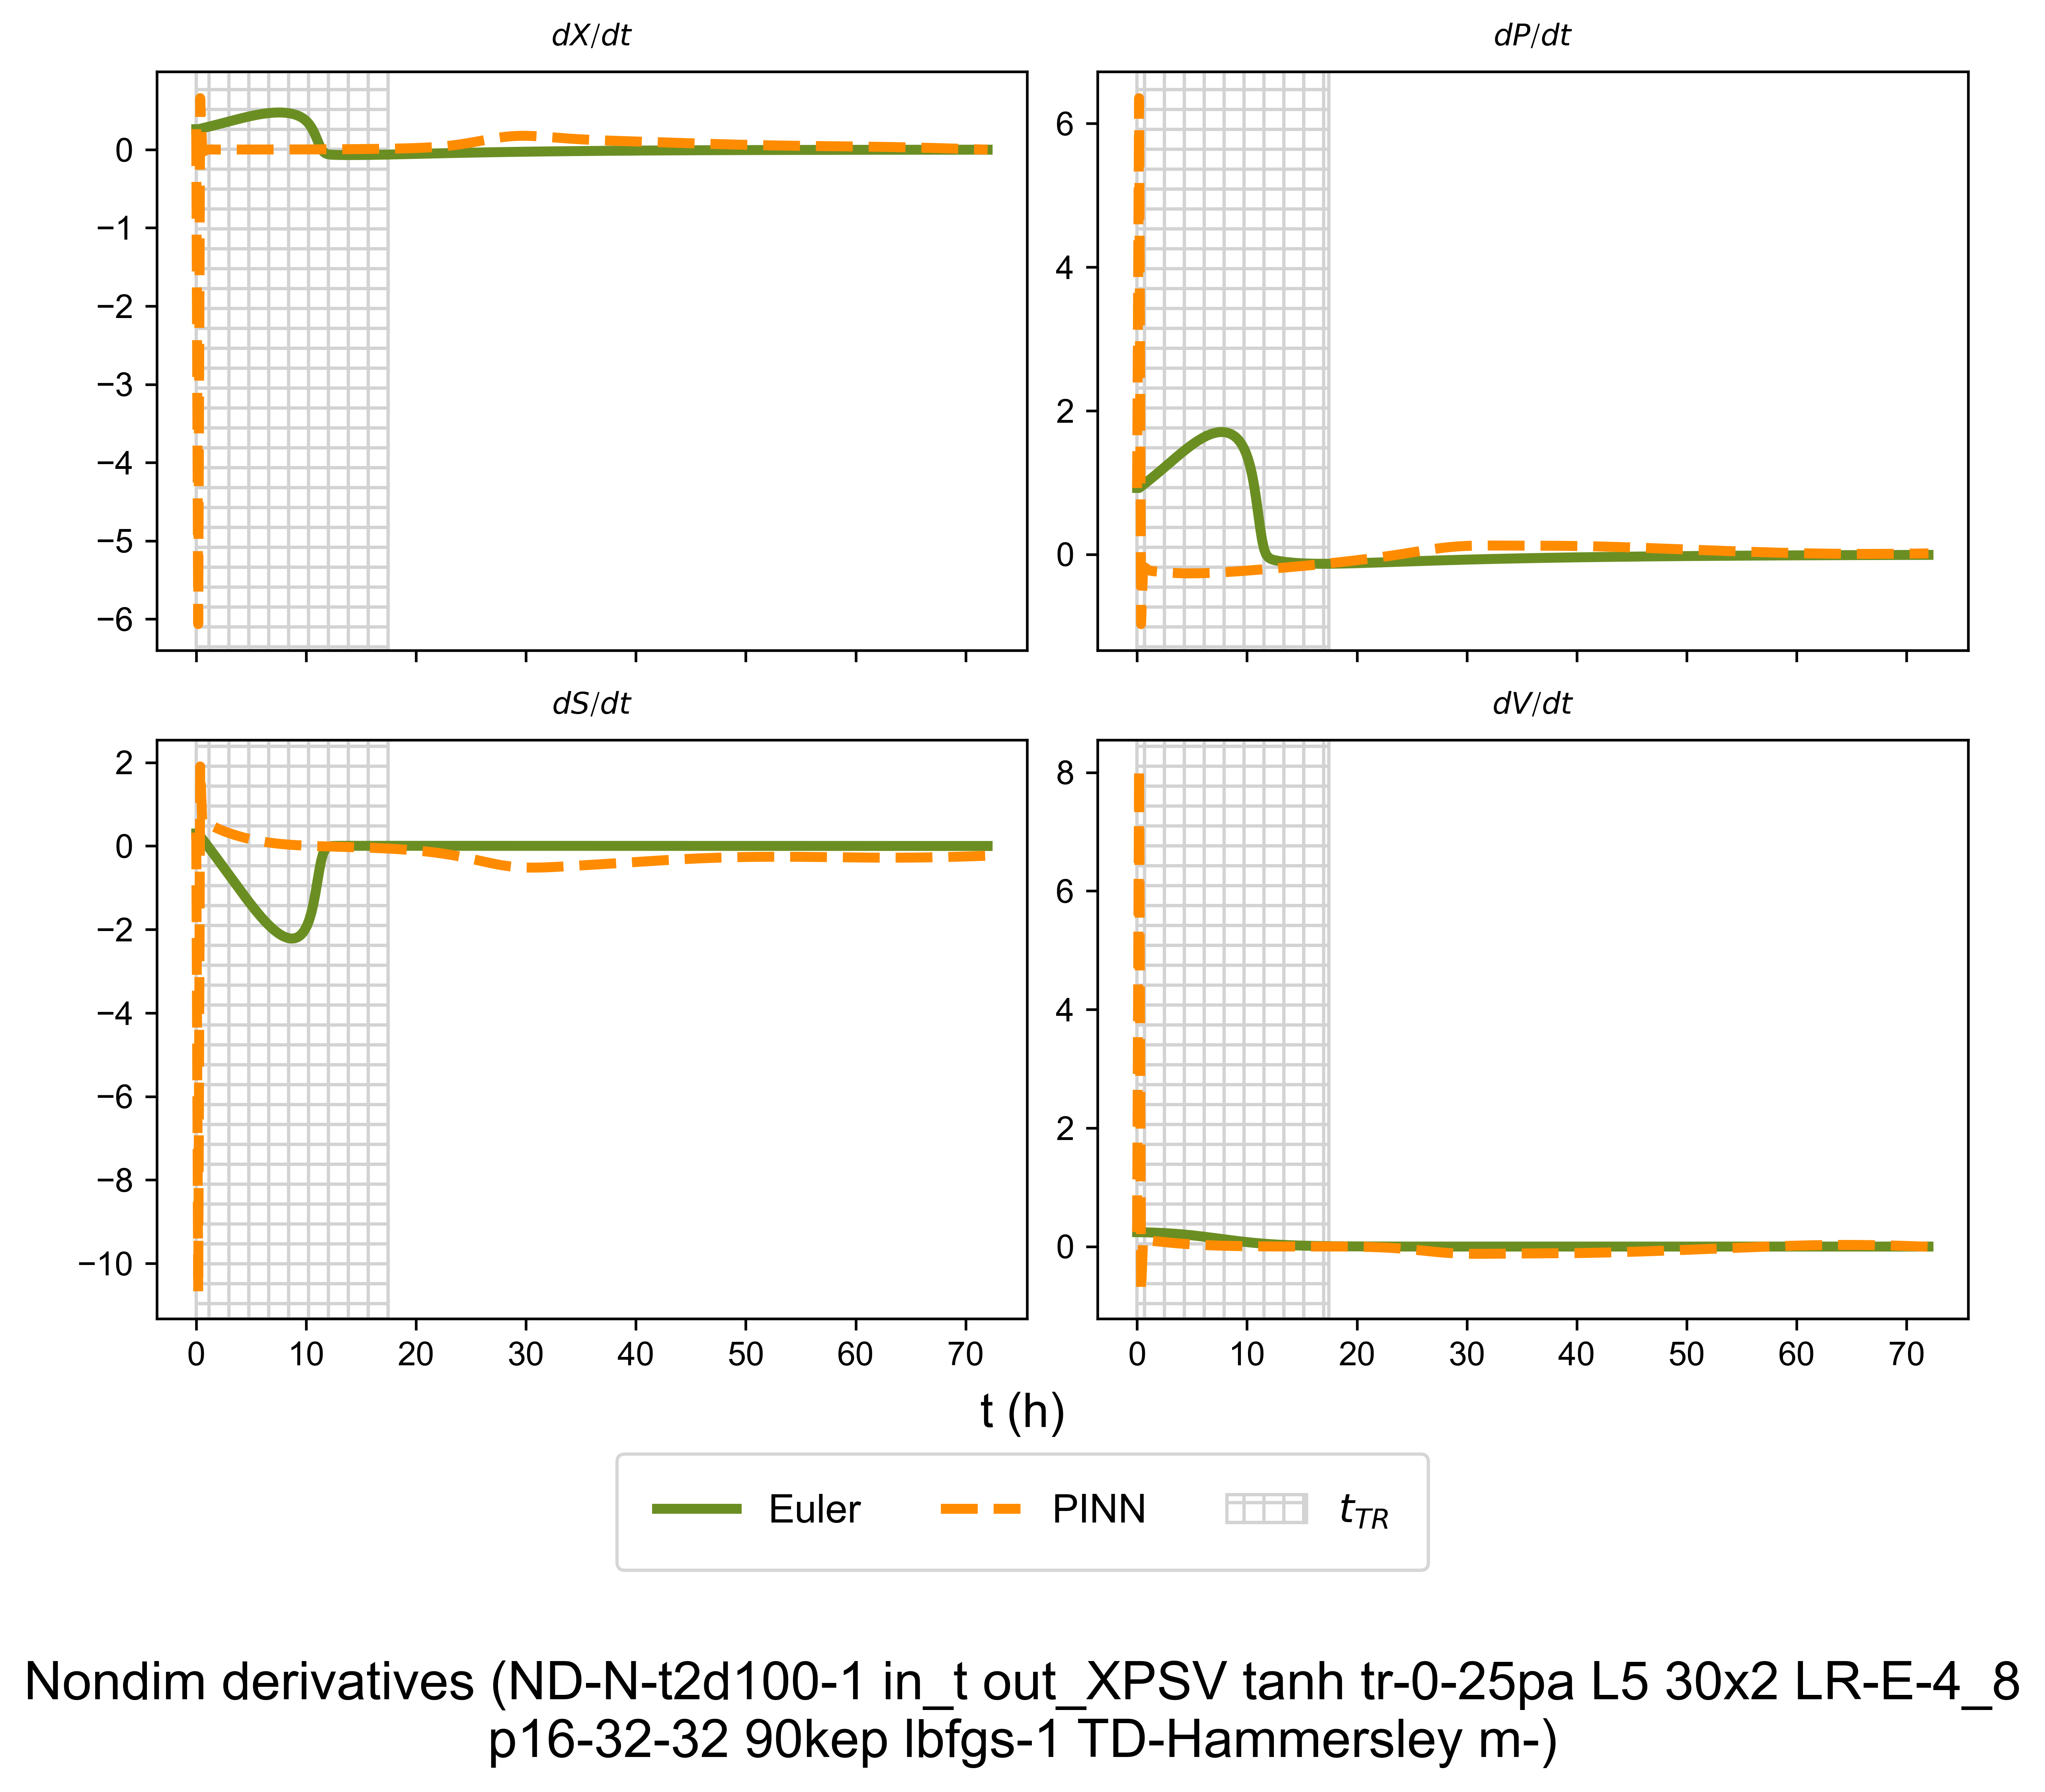 dX/dt
dP/dt
0
−1
−2
−3
−4
−5
−6
6
4
2
0
dS/dt
dV/dt
2
0
−2
−4
−6
−8
−10
8
6
4
2
0
0 10 20 30 40 50 60 70
0 10 20 30 40 50 60 70
t (h)
Euler PINN t_{TR}
Nondim derivatives (ND-N-t2d100-1 in_t out_XPSV tanh tr-0-25pa L5 30x2 LR-E-4_8
p16-32-32 90kep lbfgs-1 TD-Hammersley m-)